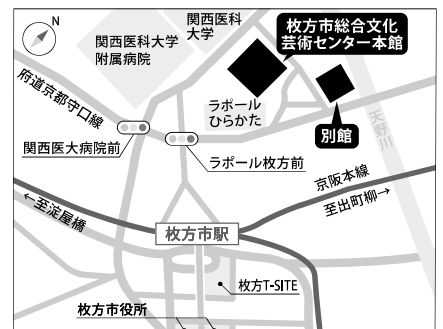 N
関西医科
大学
関西医科大学
附属病院
枚方市総合文化
芸術センター本館
別館
府道京都守口線
ラポール
ひらかた
天野川
関西医大病院前
ラポール枚方前
京阪本線
至出町柳→
←至淀屋橋
枚方市駅
枚方T-SITE
枚方市役所